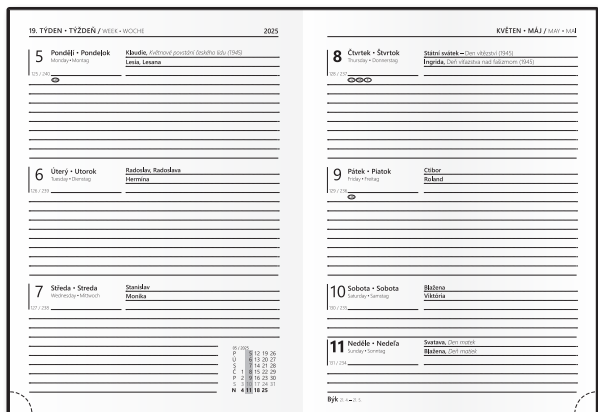 19. TÝDEN • TÝŽDEŇ / WEEK • WOCHE
2025
5
Pondělí • Pondelok
Monday • Montag
125 / 240
Klaudie, Květnové povstání českého lidu (1945)
Lesia, Lesana
6
Úterý • Utorok
Tuesday • Dienstag
126 / 239
Radoslav, Radoslava
Hermína
7
Středa • Streda
Wednesday • Mittwoch
127 / 238
Stanislav
Monika
05 / 2025
P 5 12 19 26
Ú 6 13 20 27
S 7 14 21 28
Č 1 8 15 22 29
P 2 9 16 23 30
S 3 10 17 24 31
N 4 11 18 25
KVĚTEN • MÁJ / MAY • MAI
8
Čtvrtek • Štvrtok
Thursday • Donnerstag
128 / 237
Státní svátek – Den vítězství (1945)
Ingrida, Deň víťazstva nad fašizmom (1945)
9
Pátek • Piatok
Friday • Freitag
129 / 236
Ctibor
Roland
10
Sobota • Sobota
Saturday • Samstag
130 / 235
Blažena
Viktória
11
Neděle • Nedeľa
Sunday • Sonntag
131 / 234
Svatava, Den matek
Blažena, Deň matiek
Býk 21. 4. – 21. 5.